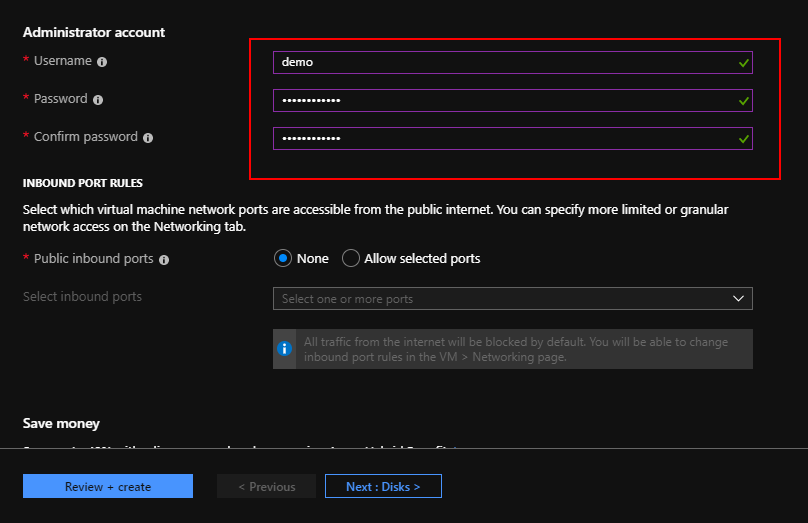 Administrator account
* Username
demo
* Password
••••••••••••
* Confirm password
••••••••••••
INBOUND PORT RULES
Select which virtual machine network ports are accessible from the public internet. You can specify more limited or granular
network access on the Networking tab.
* Public inbound ports
None
Allow selected ports
Select inbound ports
Select one or more ports
All traffic from the internet will be blocked by default. You will be able to change
inbound port rules in the VM > Networking page.
Save money
Review + create
< Previous
Next : Disks >